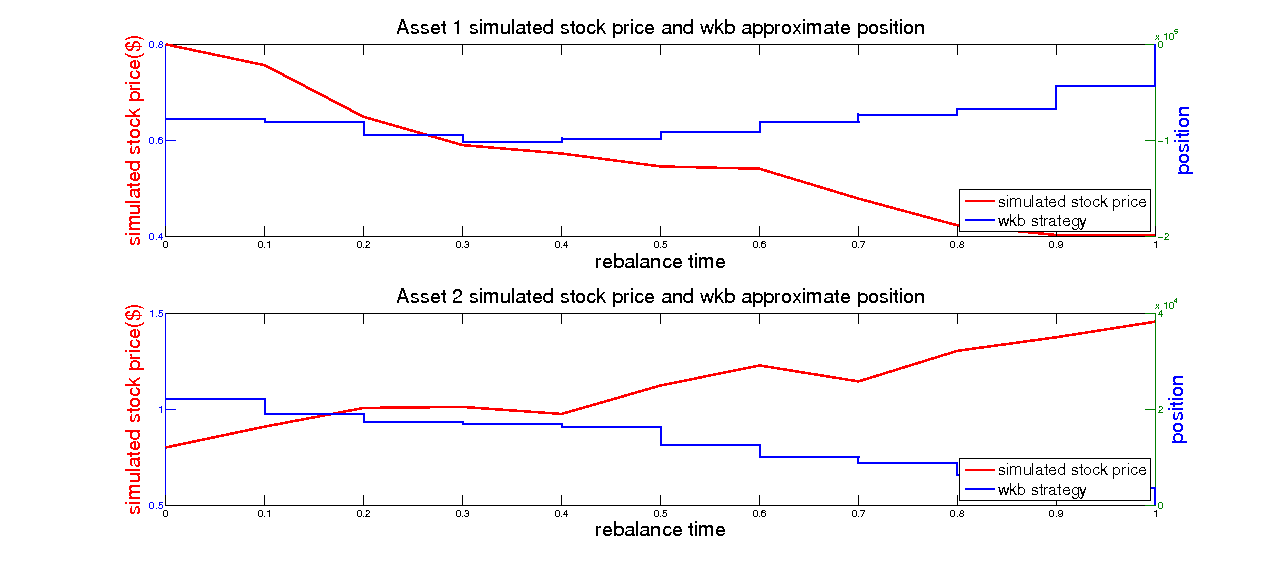 Asset 1 simulated stock price and wkb approximate position
x 10^5
0.8
0.6
0.4
simulated stock price($)
0
-1
-2
position
simulated stock price
wkb strategy
0 0.1 0.2 0.3 0.4 0.5 0.6 0.7 0.8 0.9 1
rebalance time
Asset 2 simulated stock price and wkb approximate position
x 10^4
1.5
1
0.5
simulated stock price($)
4
2
0
position
simulated stock price
wkb strategy
0 0.1 0.2 0.3 0.4 0.5 0.6 0.7 0.8 0.9 1
rebalance time